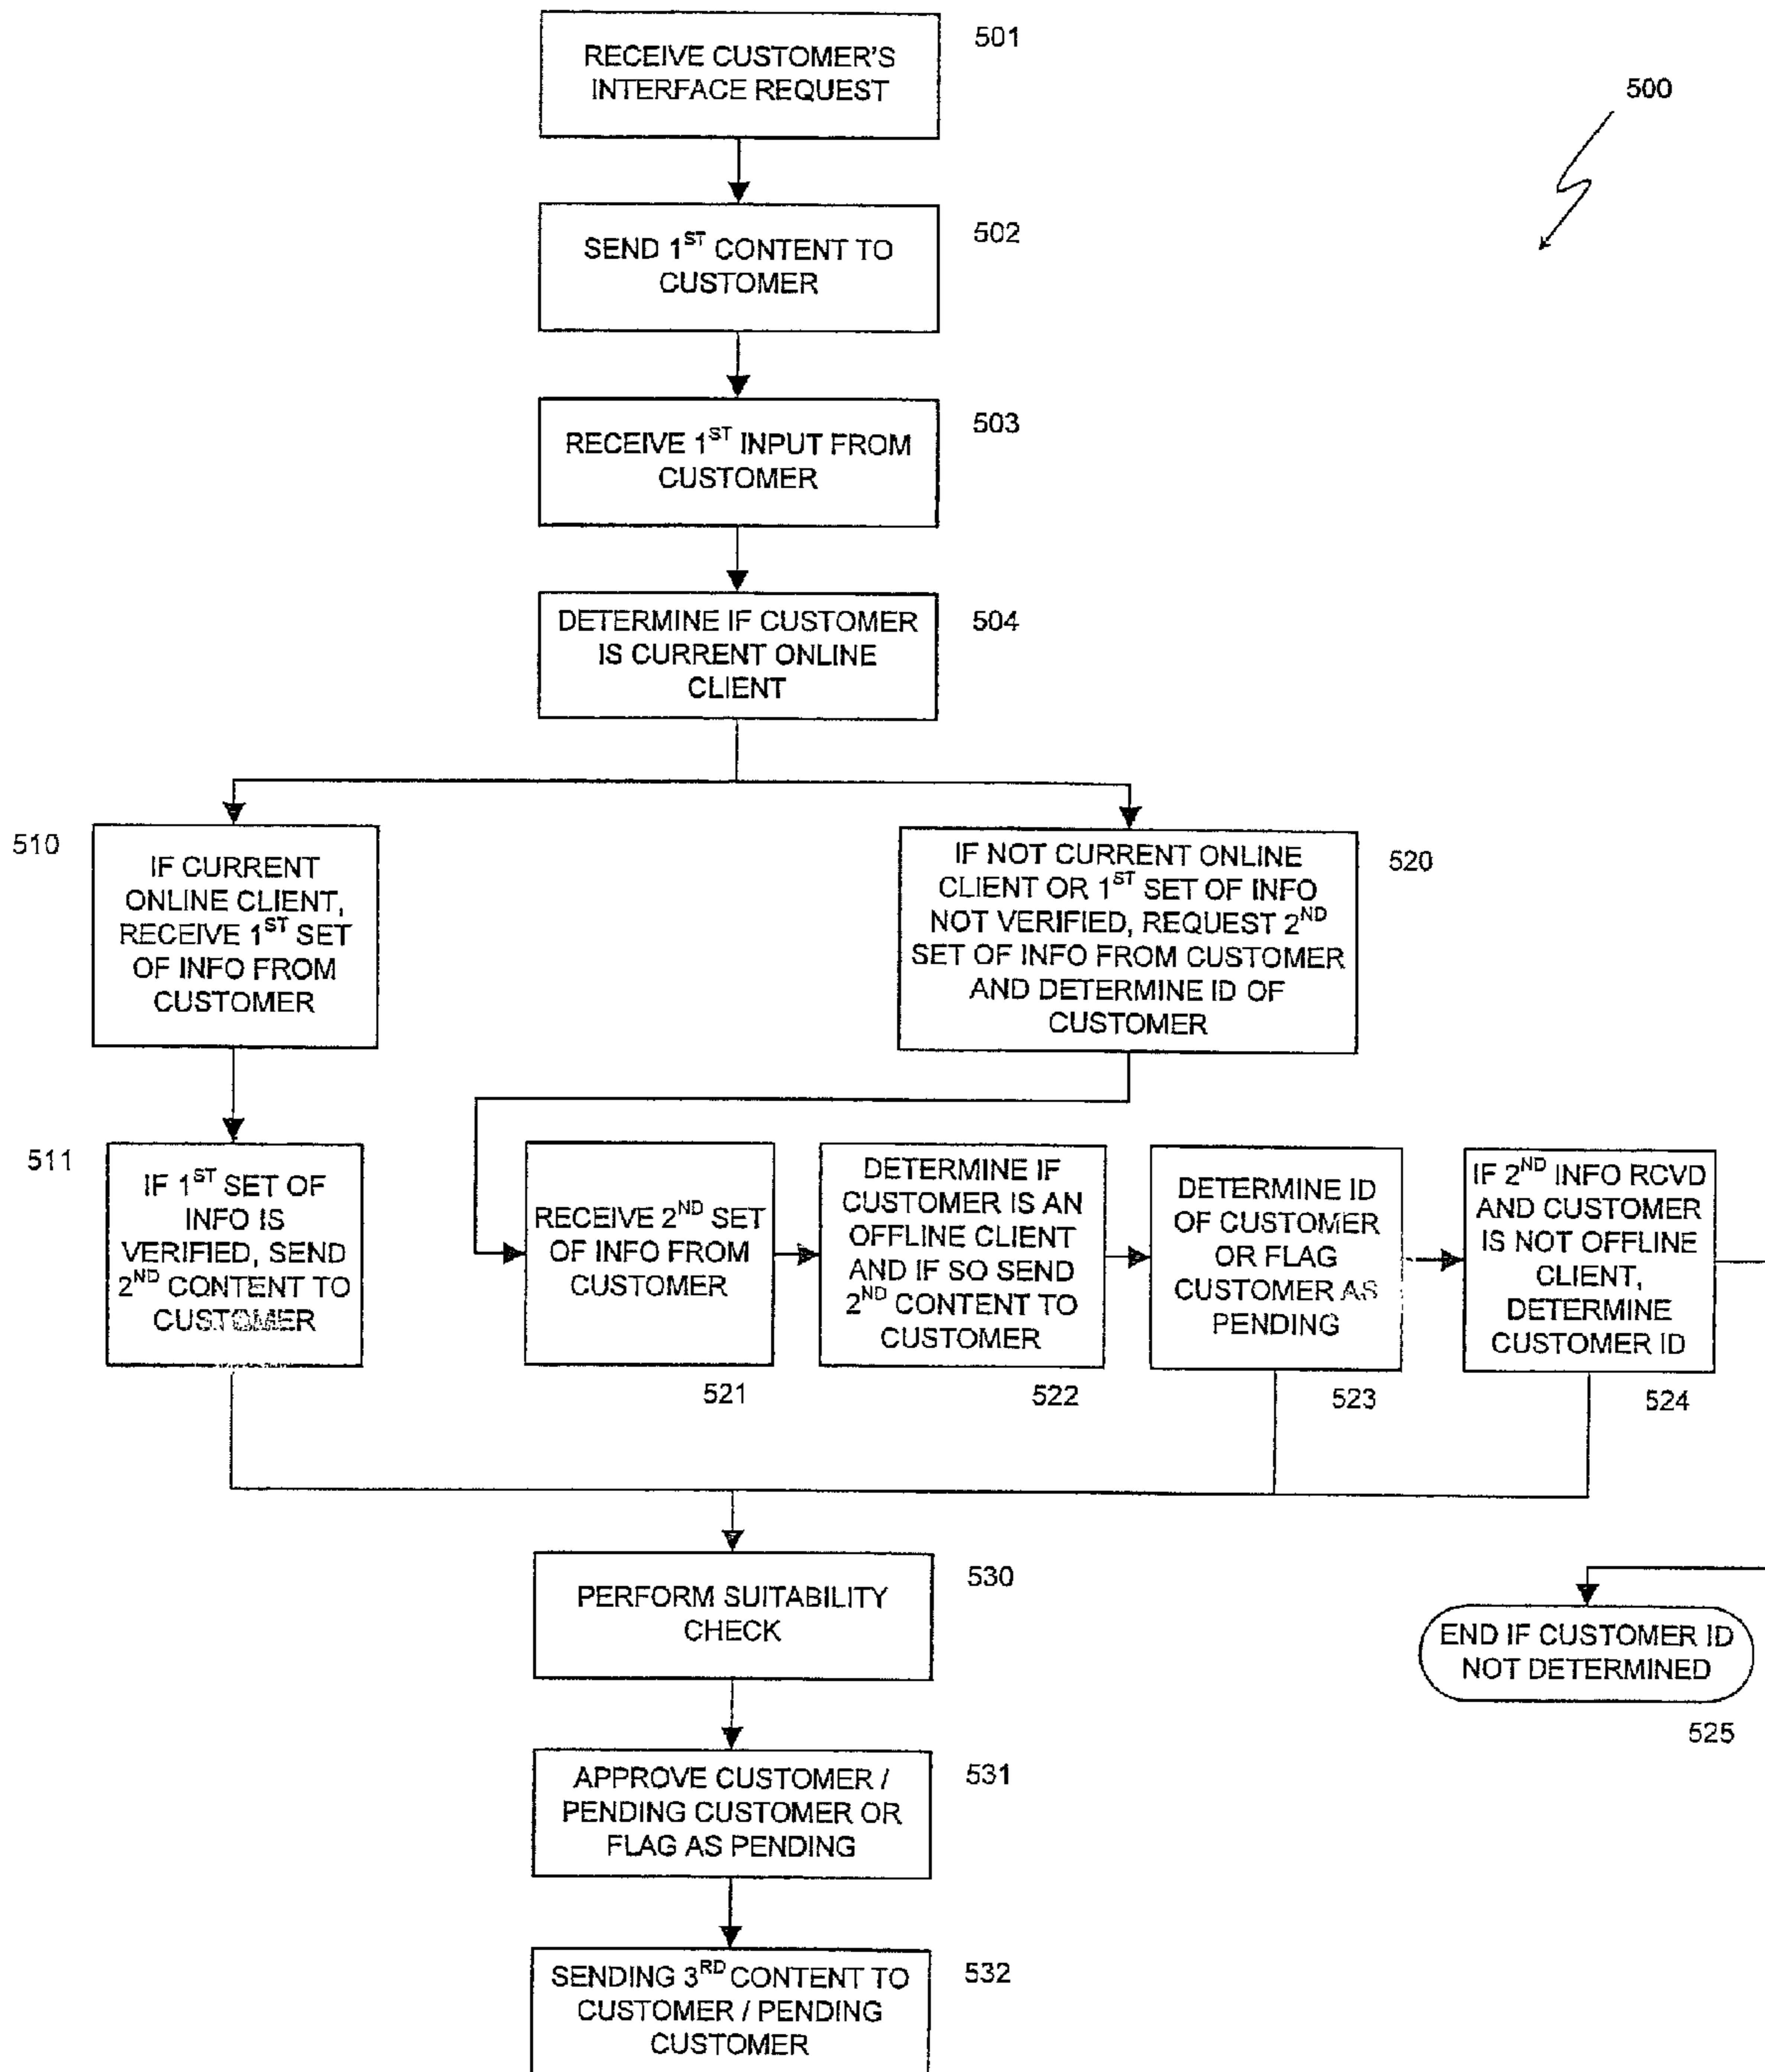 RECEIVE CUSTOMER'S
INTERFACE REQUEST
501
500
SEND 1ST CONTENT TO
CUSTOMER
502
RECEIVE 1ST INPUT FROM
CUSTOMER
503
DETERMINE IF CUSTOMER
IS CURRENT ONLINE
CLIENT
504
510
IF CURRENT
ONLINE CLIENT,
RECEIVE 1ST SET
OF INFO FROM
CUSTOMER
IF NOT CURRENT ONLINE
CLIENT OR 1ST SET OF INFO
NOT VERIFIED, REQUEST 2ND
SET OF INFO FROM CUSTOMER
AND DETERMINE ID OF
CUSTOMER
520
511
IF 1ST SET OF
INFO IS
VERIFIED, SEND
2ND CONTENT TO
CUSTOMER
RECEIVE 2ND SET
OF INFO FROM
CUSTOMER
521
DETERMINE IF
CUSTOMER IS AN
OFFLINE CLIENT
AND IF SO SEND
2ND CONTENT TO
CUSTOMER
522
DETERMINE ID
OF CUSTOMER
OR FLAG
CUSTOMER AS
PENDING
523
IF 2ND INFO RCVD
AND CUSTOMER
IS NOT OFFLINE
CLIENT,
DETERMINE
CUSTOMER ID
524
PERFORM SUITABILITY
CHECK
530
END IF CUSTOMER ID
NOT DETERMINED
525
APPROVE CUSTOMER /
PENDING CUSTOMER OR
FLAG AS PENDING
531
SENDING 3RD CONTENT TO
CUSTOMER / PENDING
CUSTOMER
532